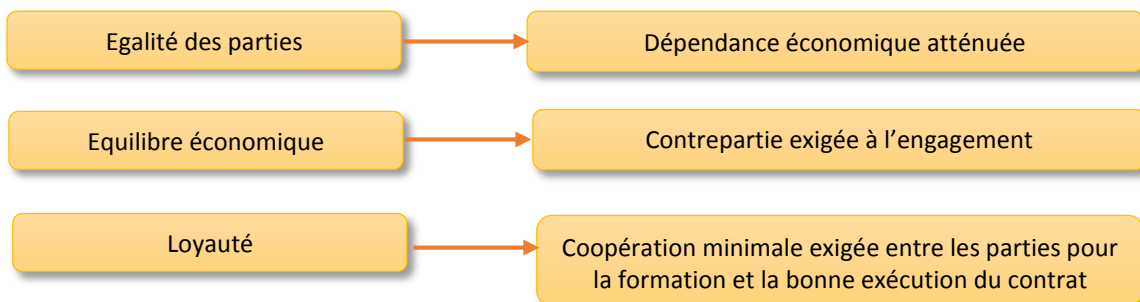 Egalité des parties
Dépendance économique atténuée
Equilibre économique
Contrepartie exigée à l’engagement
Loyauté
Coopération minimale exigée entre les parties pour
la formation et la bonne exécution du contrat